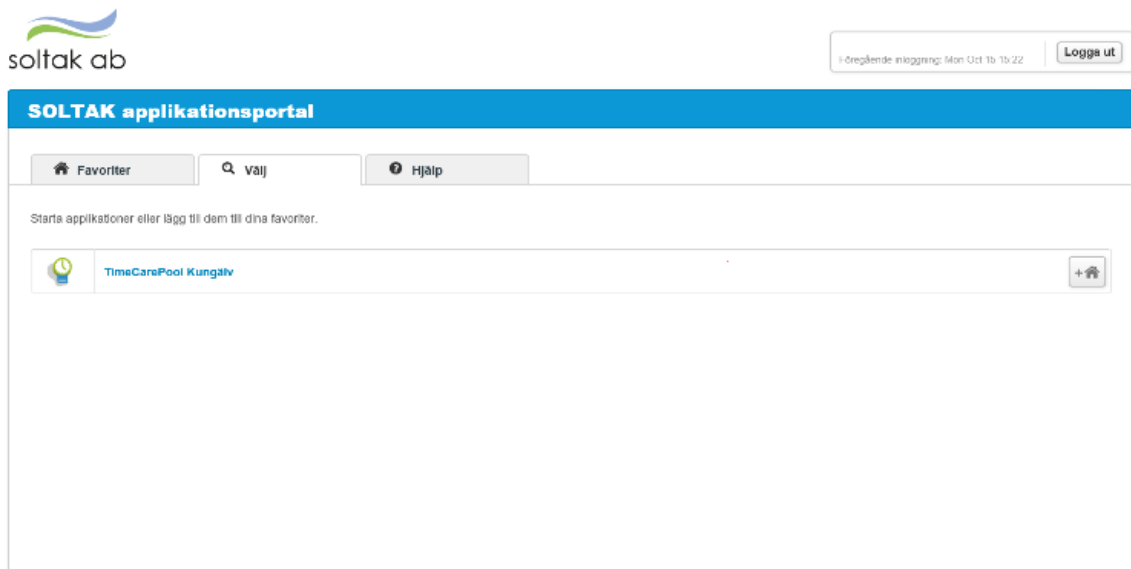 soltak ab
Föregående inloggning: Mon Oct 15 15:22
Logga ut
SOLTAK applikationsportal
Favoriter
Välj
Hjälp
Starta applikationer eller lägg till dem till dina favoriter.
TimeCarePool Kungälv
+